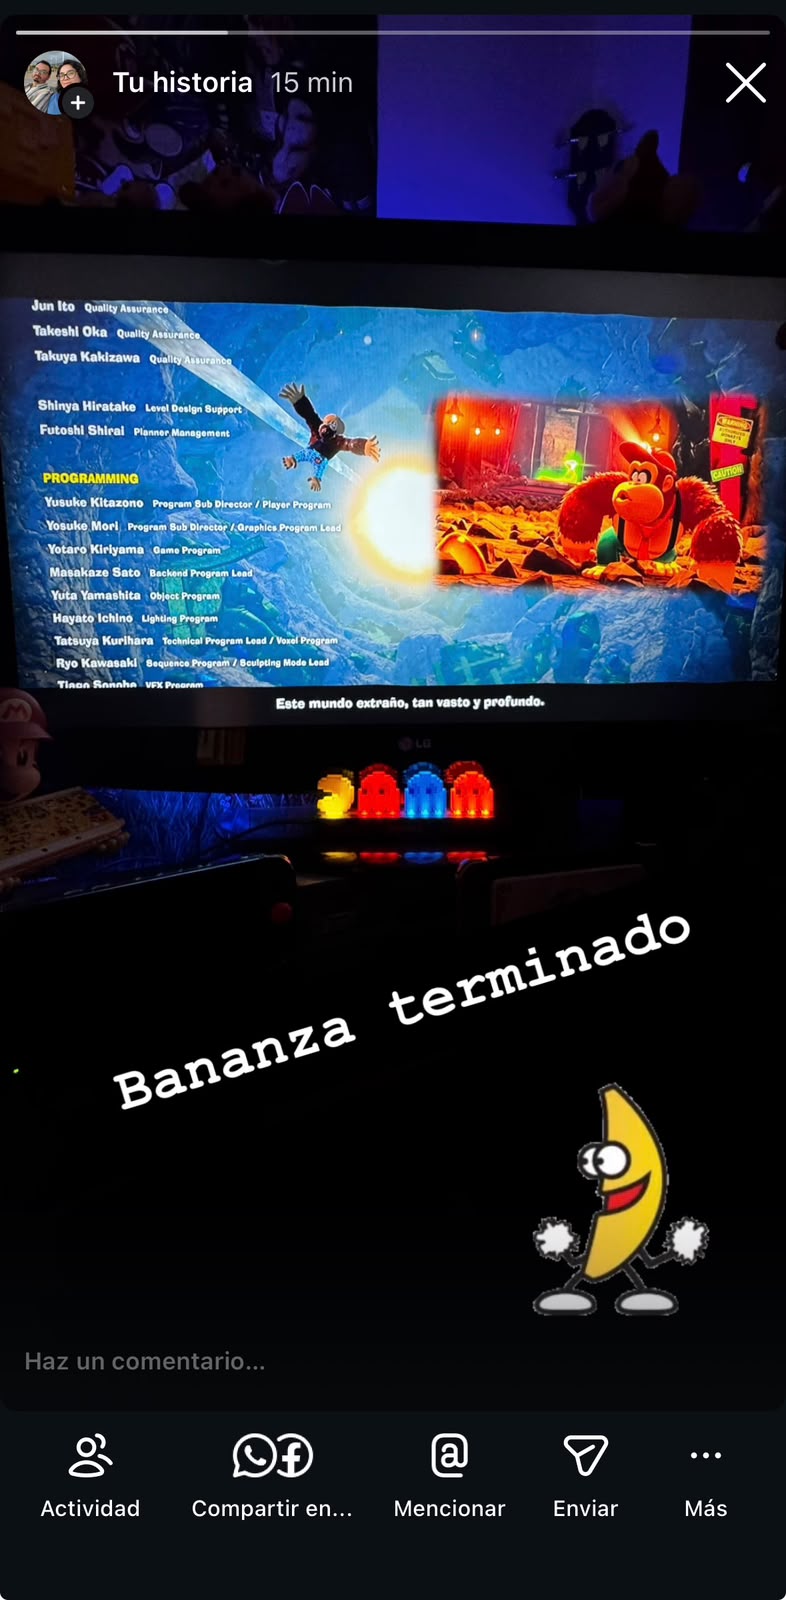 Tu historia 15 min
Jun Ito Quality Assurance
Takeshi Oka Quality Assurance
Takuya Kakizawa Quality Assurance
Shinya Hiratake Level Design Support
Futoshi Shirai Planner Management
PROGRAMMING
Yusuke Kitazono Program Sub Director / Player Program
Yosuke Mori Program Sub Director / Graphics Program Lead
Yotaro Kiriyama Game Program
Masakaze Sato Backend Program Lead
Yuta Yamashita Object Program
Hayato Ichino Lighting Program
Tatsuya Kurihara Technical Program Lead / Voxel Program
Ryo Kawasaki Sequence Program / Sculpting Mode Lead
VFX Program
WARNING
CAUTION
Este mundo extraño, tan vasto y profundo.
LG
Bananza terminado
Haz un comentario...
Actividad
Compartir en...
Mencionar
Enviar
Más